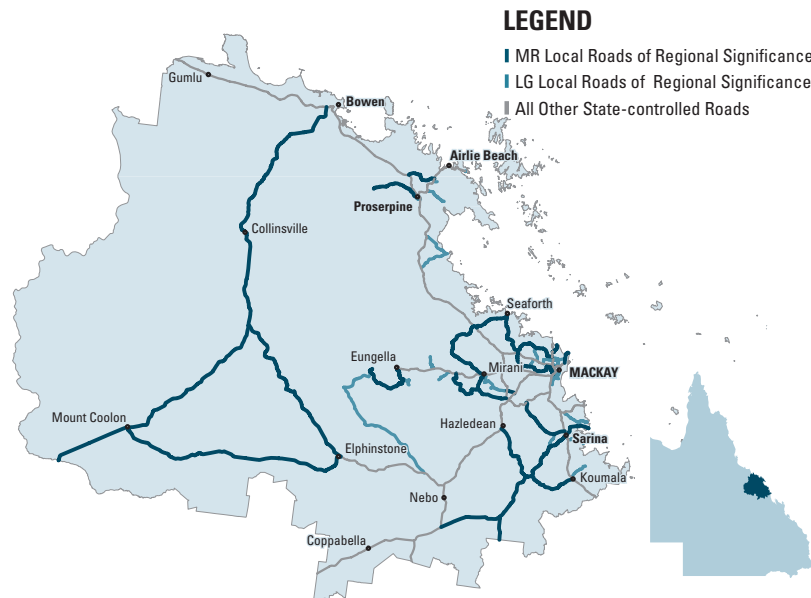 LEGEND
MR Local Roads of Regional Significance
LG Local Roads of Regional Significance
All Other State-controlled Roads
Gumlu
Bowen
Airlie Beach
Proserpine
Collinsville
Seaforth
Eungella
Mirani
MACKAY
Mount Coolon
Hazledean
Sarina
Elphinstone
Koumala
Nebo
Coppabella